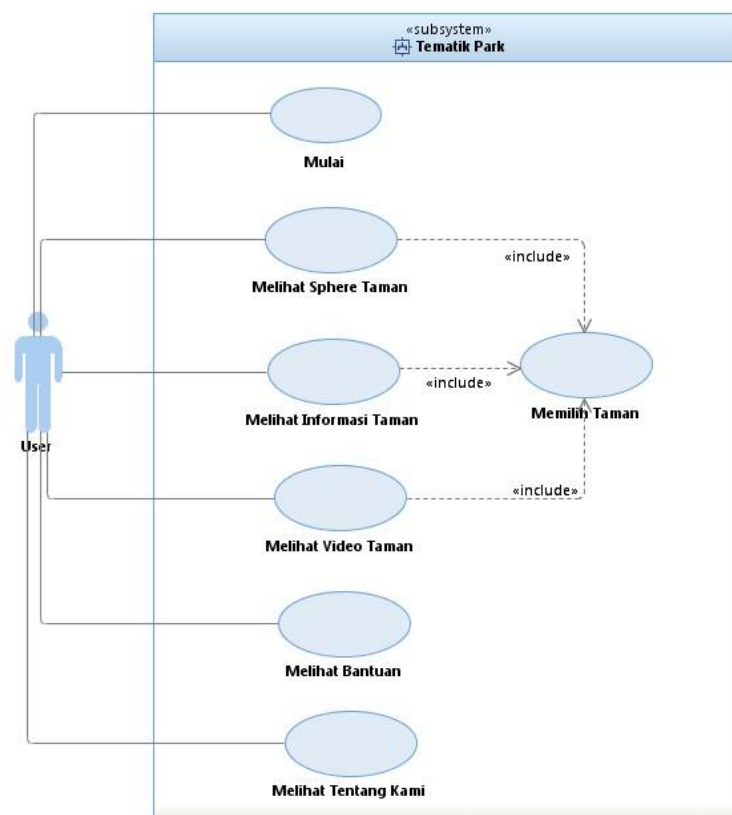 «subsystem»
Tematik Park
Mulai
«include»
Melihat Sphere Taman
«include»
Melihat Informasi Taman
Memilih Taman
User
«include»
Melihat Video Taman
Melihat Bantuan
Melihat Tentang Kami